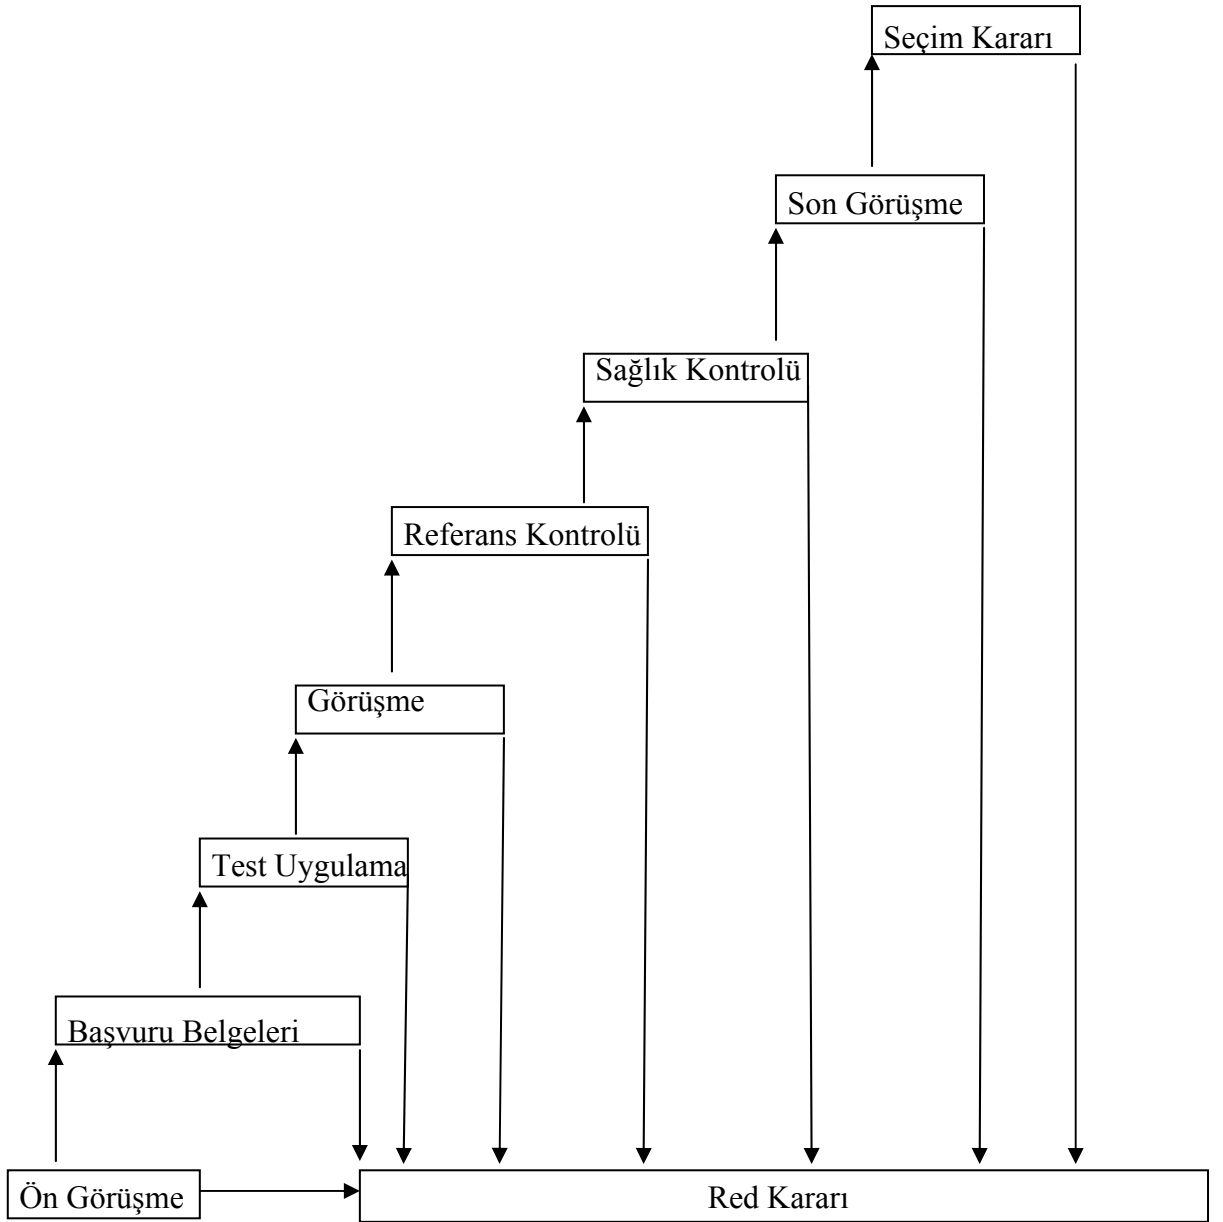 Seçim Kararı
Son Görüşme
Sağlık Kontrolü
Referans Kontrolü
Görüşme
Test Uygulama
Başvuru Belgeleri
Ön Görüşme
Red Kararı